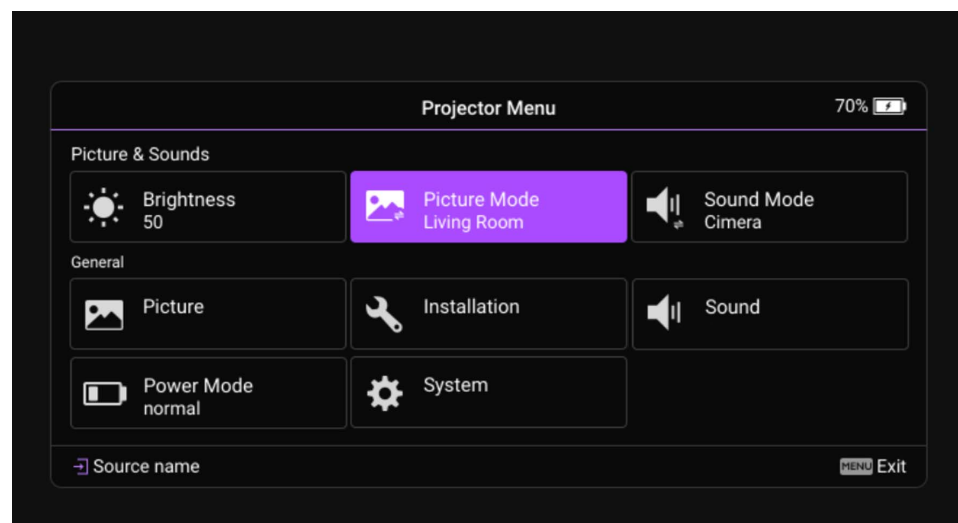 Projector Menu
70%
Picture & Sounds
Brightness
50
Picture Mode
Living Room
Sound Mode
Cimera
General
Picture
Installation
Sound
Power Mode
normal
System
Source name
MENU Exit